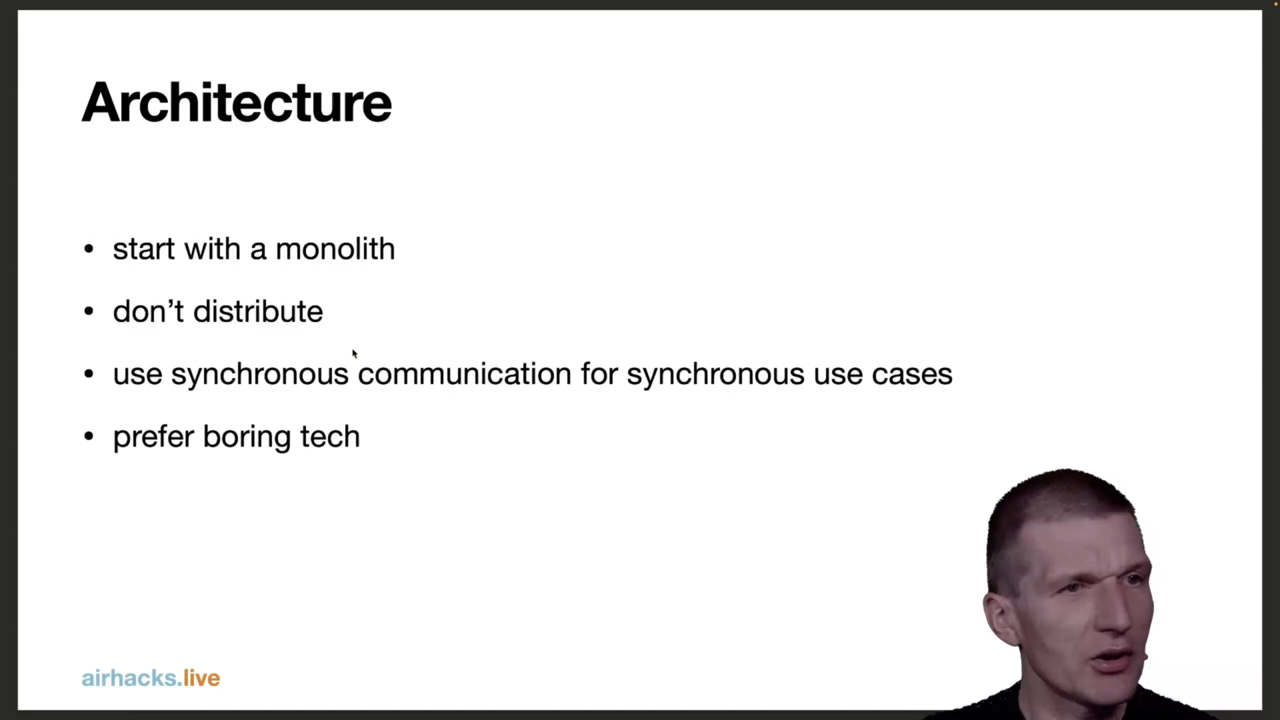 Architecture
• start with a monolith
• don’t distribute
• use synchronous communication for synchronous use cases
• prefer boring tech
airhacks.live